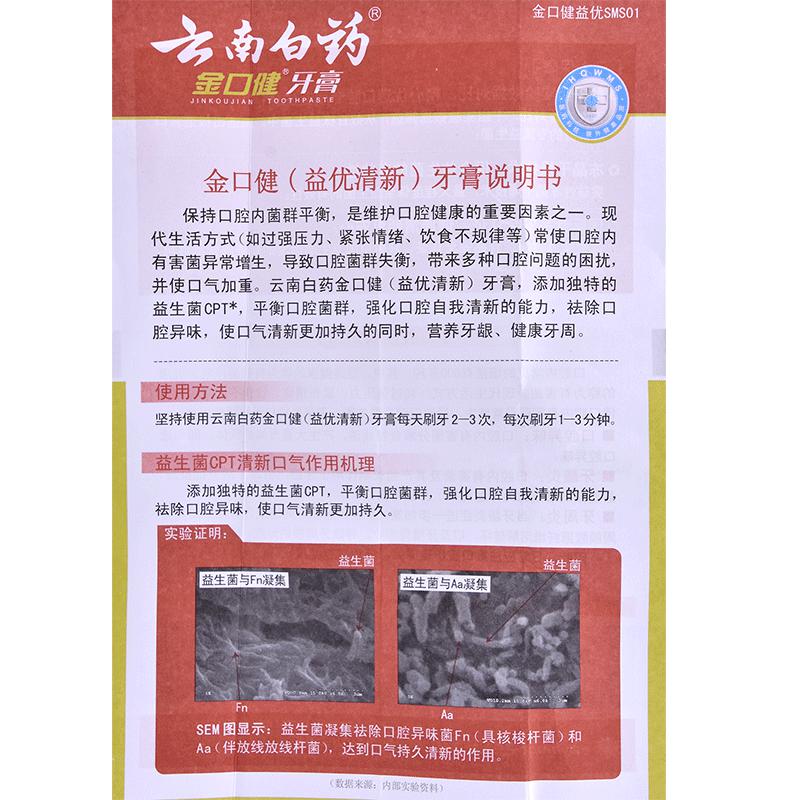 金口健益优SMS01
云南白药®
金口健®牙膏
JINKOUJIAN TOOTHPASTE
IHQWMS
金口健（益优清新）牙膏说明书
保持口腔内菌群平衡，是维护口腔健康的重要因素之一。现
代生活方式(如过强压力、紧张情绪、饮食不规律等)常使口腔内
有害菌异常增生，导致口腔菌群失衡，带来多种口腔问题的困扰，
并使口气加重。云南白药金口健（益优清新）牙膏，添加独特的
益生菌CPT*，平衡口腔菌群，强化口腔自我清新的能力，祛除口
腔异味，使口气清新更加持久的同时，营养牙龈、健康牙周。
使用方法
坚持使用云南白药金口健(益优清新)牙膏每天刷牙2—3次，每次刷牙1—3分钟。
益生菌CPT清新口气作用机理
添加独特的益生菌CPT，平衡口腔菌群，强化口腔自我清新的能力，
祛除口腔异味，使口气清新更加持久。
实验证明：
益生菌 益生菌
益生菌与Fn凝集 益生菌与Aa凝集
Fn Aa
SEM图显示：益生菌凝集祛除口腔异味菌Fn(具核梭杆菌)和
Aa(伴放线放线杆菌)，达到口气持久清新的作用。
（数据来源：内部实验资料）